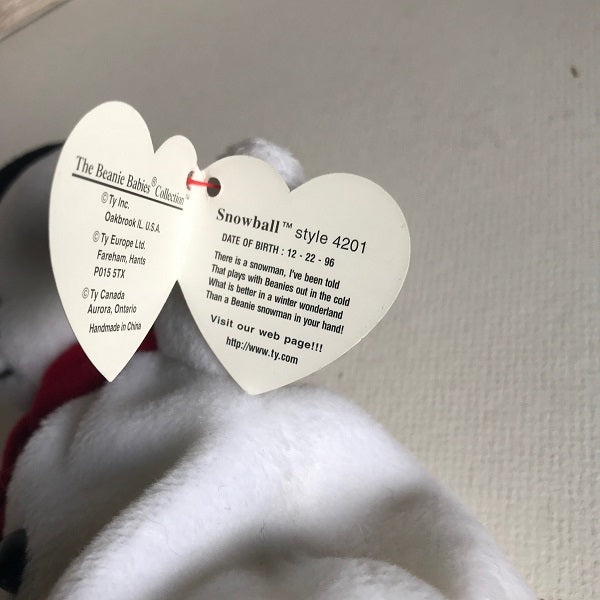 The Beanie Babies® Collection™
©Ty Inc.
Oakbrook IL. U.S.A.
©Ty Europe Ltd.
Fareham, Hants
P015 5TX
©Ty Canada
Aurora, Ontario
Handmade in China
Snowball™ style 4201
DATE OF BIRTH : 12 - 22 - 96
There is a snowman, I've been told
That plays with Beanies out in the cold
What is better in a winter wonderland
Than a Beanie snowman in your hand!
Visit our web page!!!
http://www.ty.com